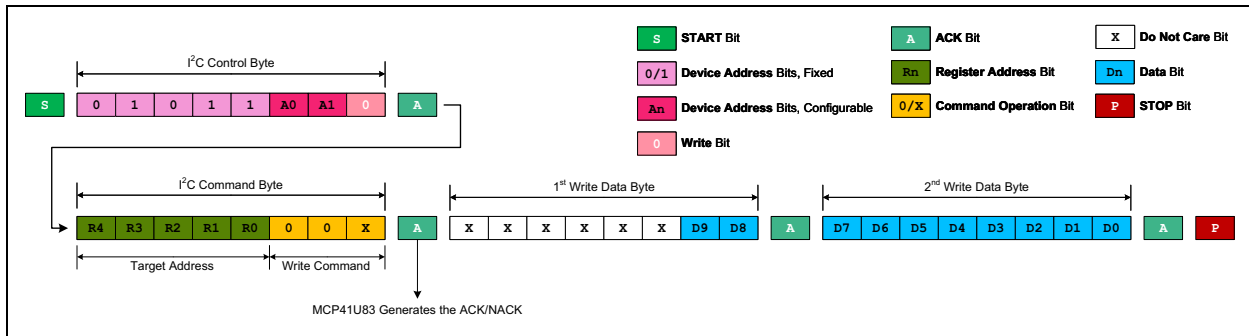 S START Bit
0/1 Device Address Bits, Fixed
An Device Address Bits, Configurable
0 Write Bit
A ACK Bit
Rn Register Address Bit
0/X Command Operation Bit
X Do Not Care Bit
Dn Data Bit
P STOP Bit
I²C Control Byte
S 0 1 0 1 1 A0 A1 0 A
I²C Command Byte 1st Write Data Byte 2nd Write Data Byte
R4 R3 R2 R1 R0 0 0 X A X X X X X X D9 D8 A D7 D6 D5 D4 D3 D2 D1 D0 A P
Target Address Write Command
MCP41U83 Generates the ACK/NACK